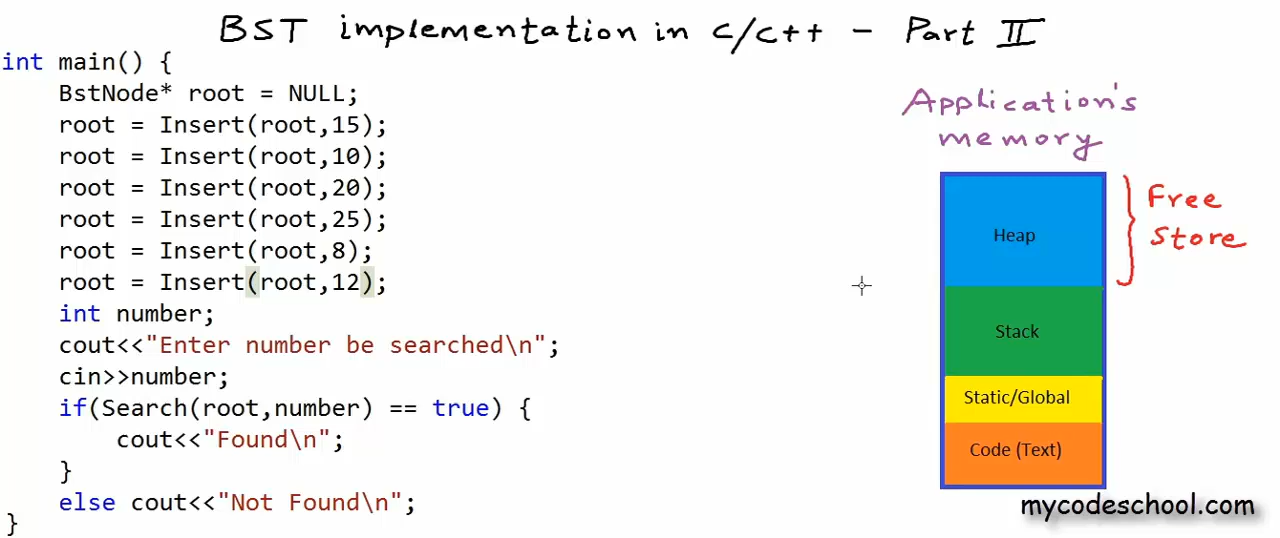 BST implementation in C/C++ - Part II
int main() {
BstNode* root = NULL;
root = Insert(root,15);
root = Insert(root,10);
root = Insert(root,20);
root = Insert(root,25);
root = Insert(root,8);
root = Insert(root,12);
int number;
cout<<"Enter number be searched\n";
cin>>number;
if(Search(root,number) == true) {
cout<<"Found\n";
}
else cout<<"Not Found\n";
}
Application's
memory
Heap
Free
Store
Stack
Static/Global
Code (Text)
mycodeschool.com